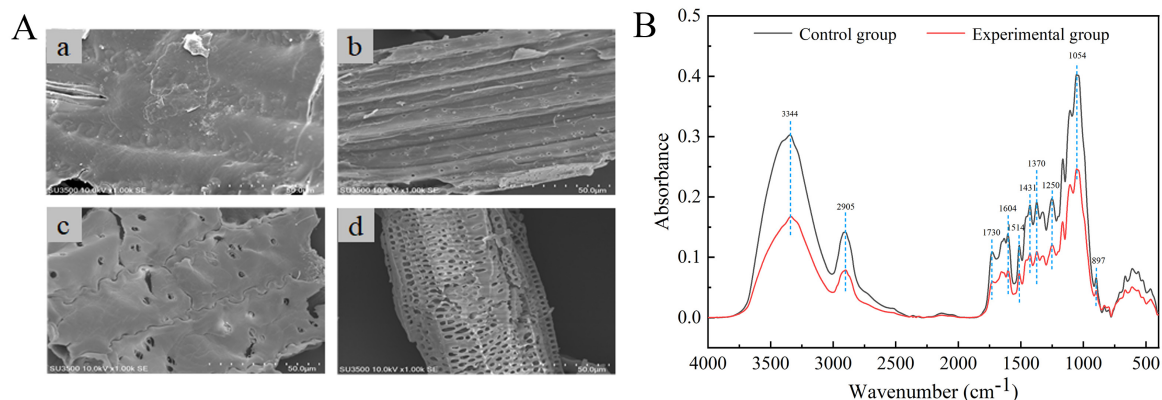 A
a
SU3500 10.0kV x1.00k SE
50.0μm
b
SU3500 10.0kV x1.00k SE
50.0μm
c
SU3500 10.0kV x1.00k SE
50.0μm
d
SU3500 10.0kV x1.00k SE
50.0μm
B
Control group
Experimental group
1054
3344
2905
1730
1604
1514
1431
1370
1250
897
0.5
0.4
0.3
0.2
0.1
0.0
Absorbance
4000 3500 3000 2500 2000 1500 1000 500
Wavenumber (cm-1)